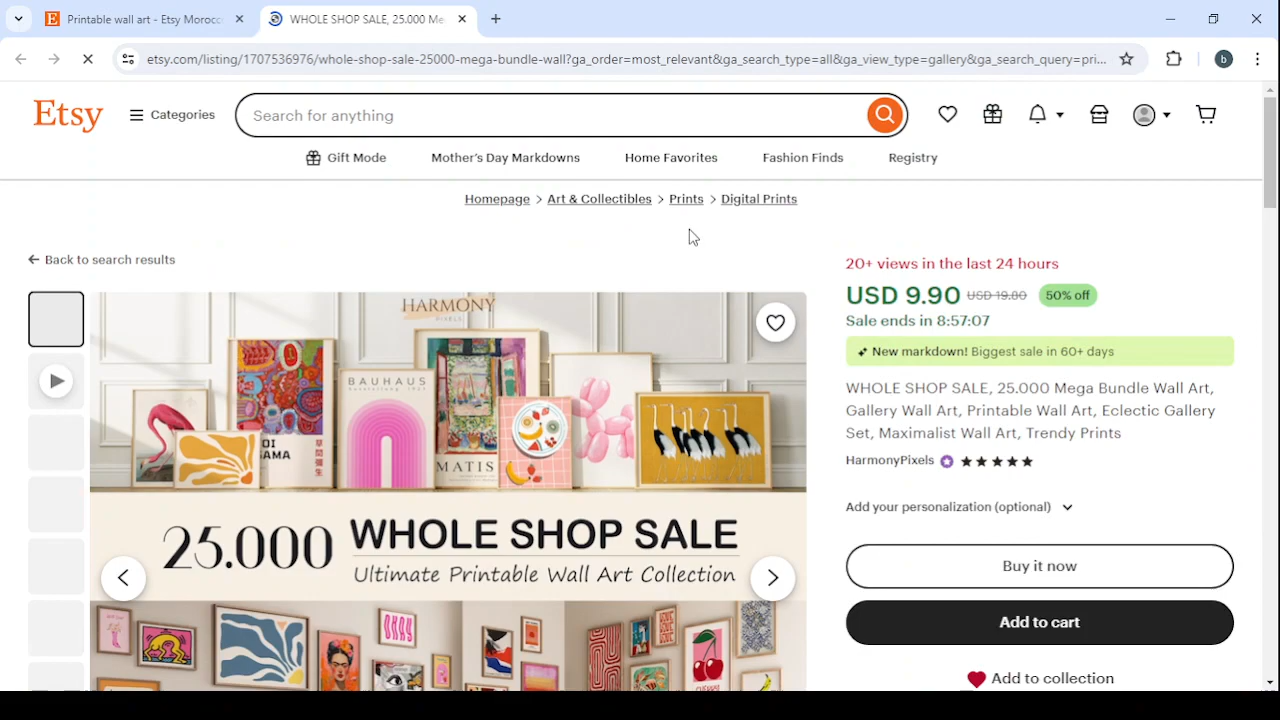 Printable wall art - Etsy Morocc
WHOLE SHOP SALE, 25.000 Me
etsy.com/listing/1707536976/whole-shop-sale-25000-mega-bundle-wall?ga_order=most_relevant&ga_search_type=all&ga_view_type=gallery&ga_search_query=pri...
b
Etsy
Categories
Search for anything
Gift Mode
Mother's Day Markdowns
Home Favorites
Fashion Finds
Registry
Homepage > Art & Collectibles > Prints > Digital Prints
Back to search results
HARMONY
PIXELS
BAUHAUS
MATIS
25.000 WHOLE SHOP SALE
Ultimate Printable Wall Art Collection
OKAY
20+ views in the last 24 hours
USD 9.90 USD 19.80 50% off
Sale ends in 8:57:07
New markdown! Biggest sale in 60+ days
WHOLE SHOP SALE, 25.000 Mega Bundle Wall Art,
Gallery Wall Art, Printable Wall Art, Eclectic Gallery
Set, Maximalist Wall Art, Trendy Prints
HarmonyPixels
Add your personalization (optional)
Buy it now
Add to cart
Add to collection